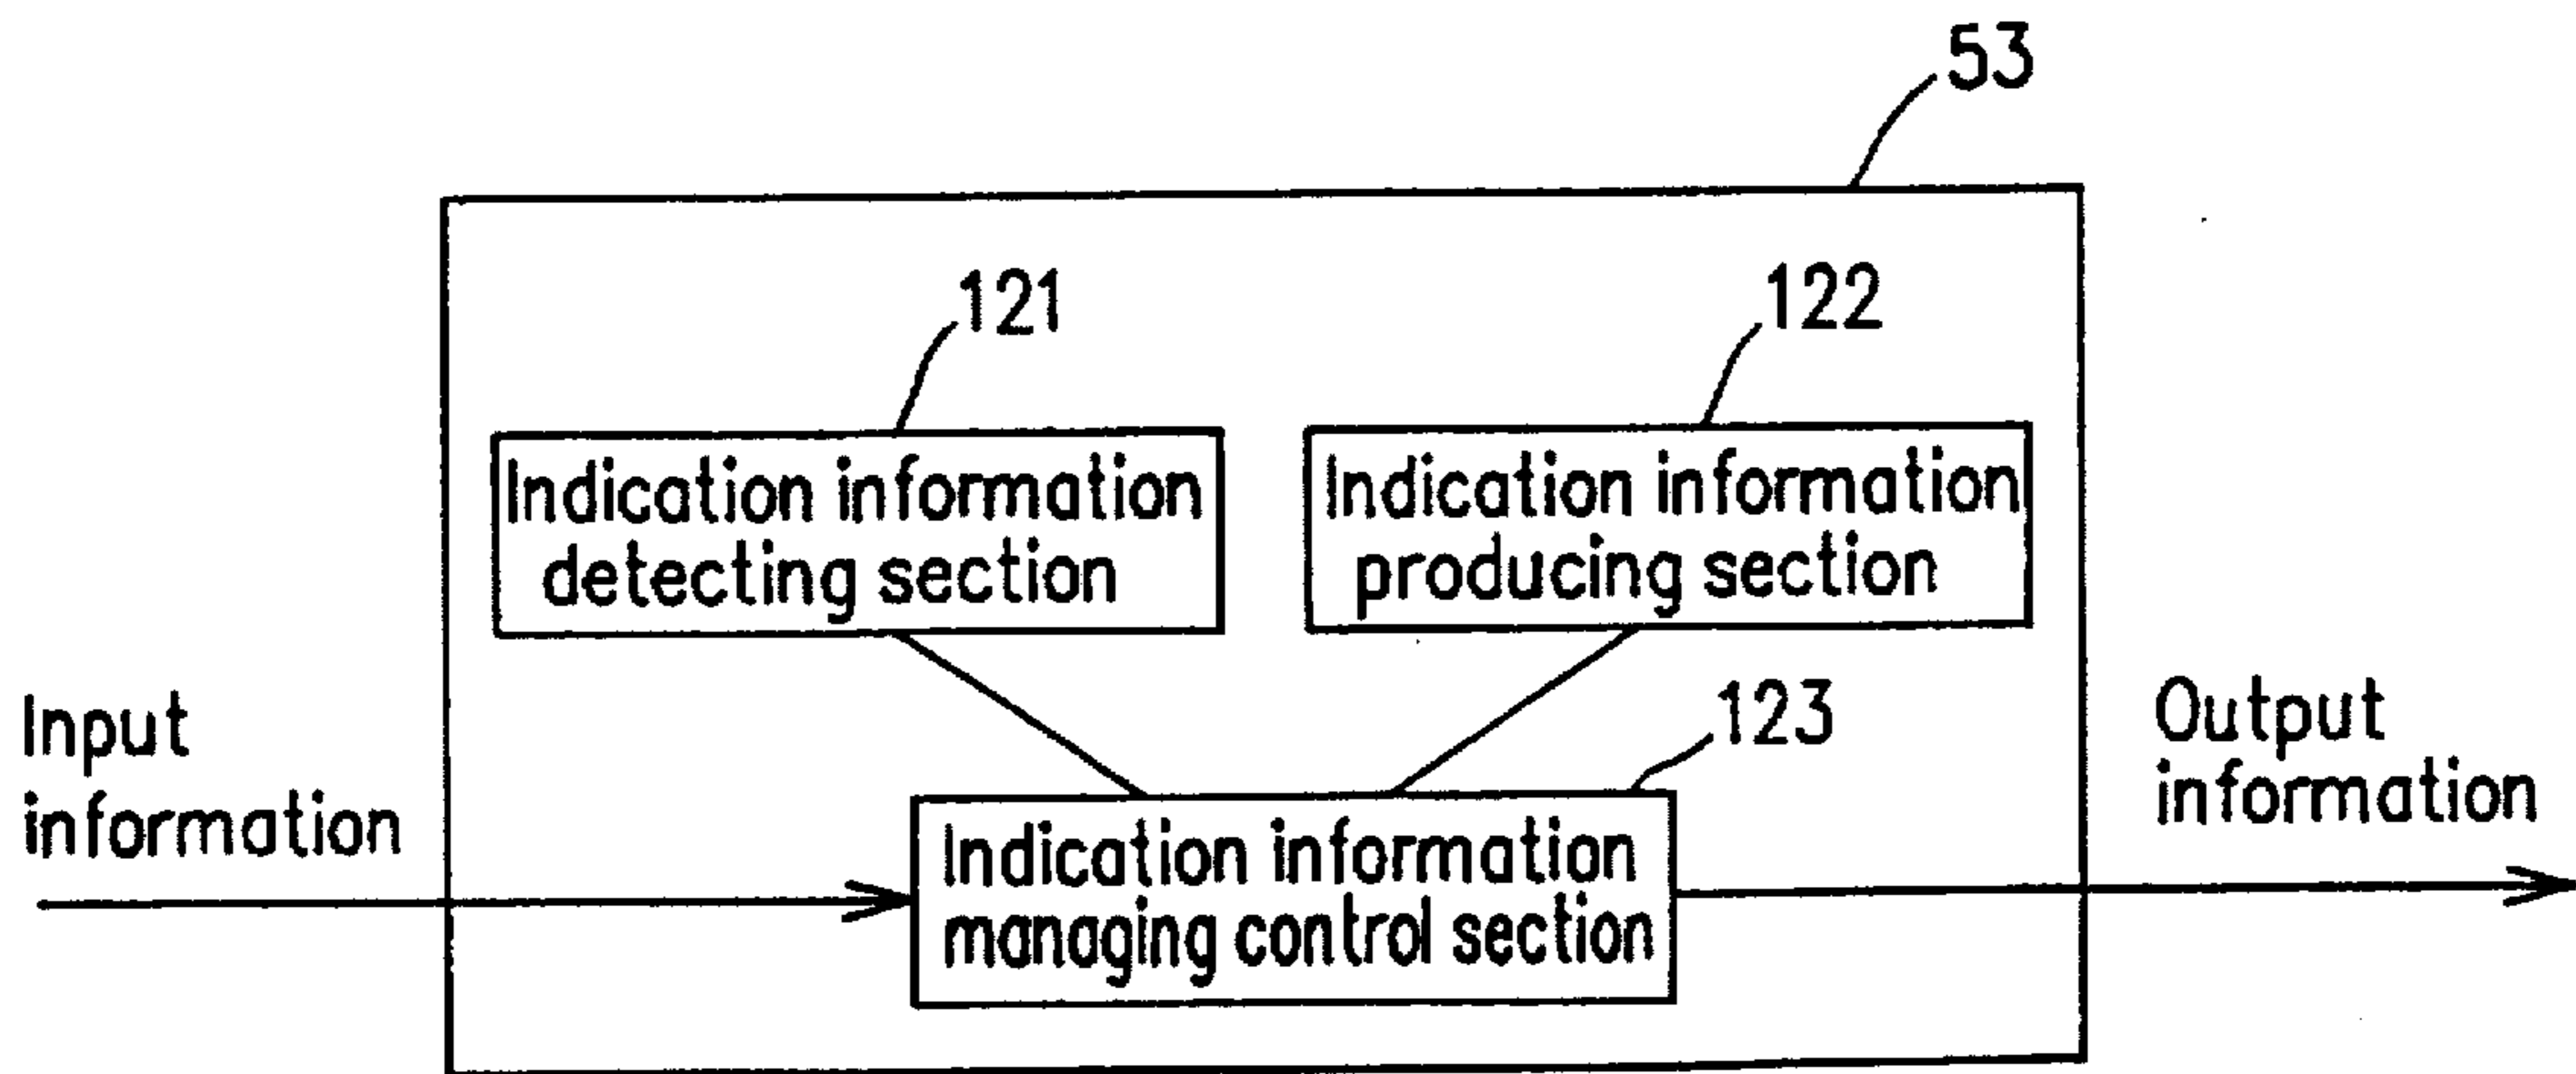 53
121
122
Indication information
detecting section
Indication information
producing section
123
Input
information
Output
information
Indication information
managing control section